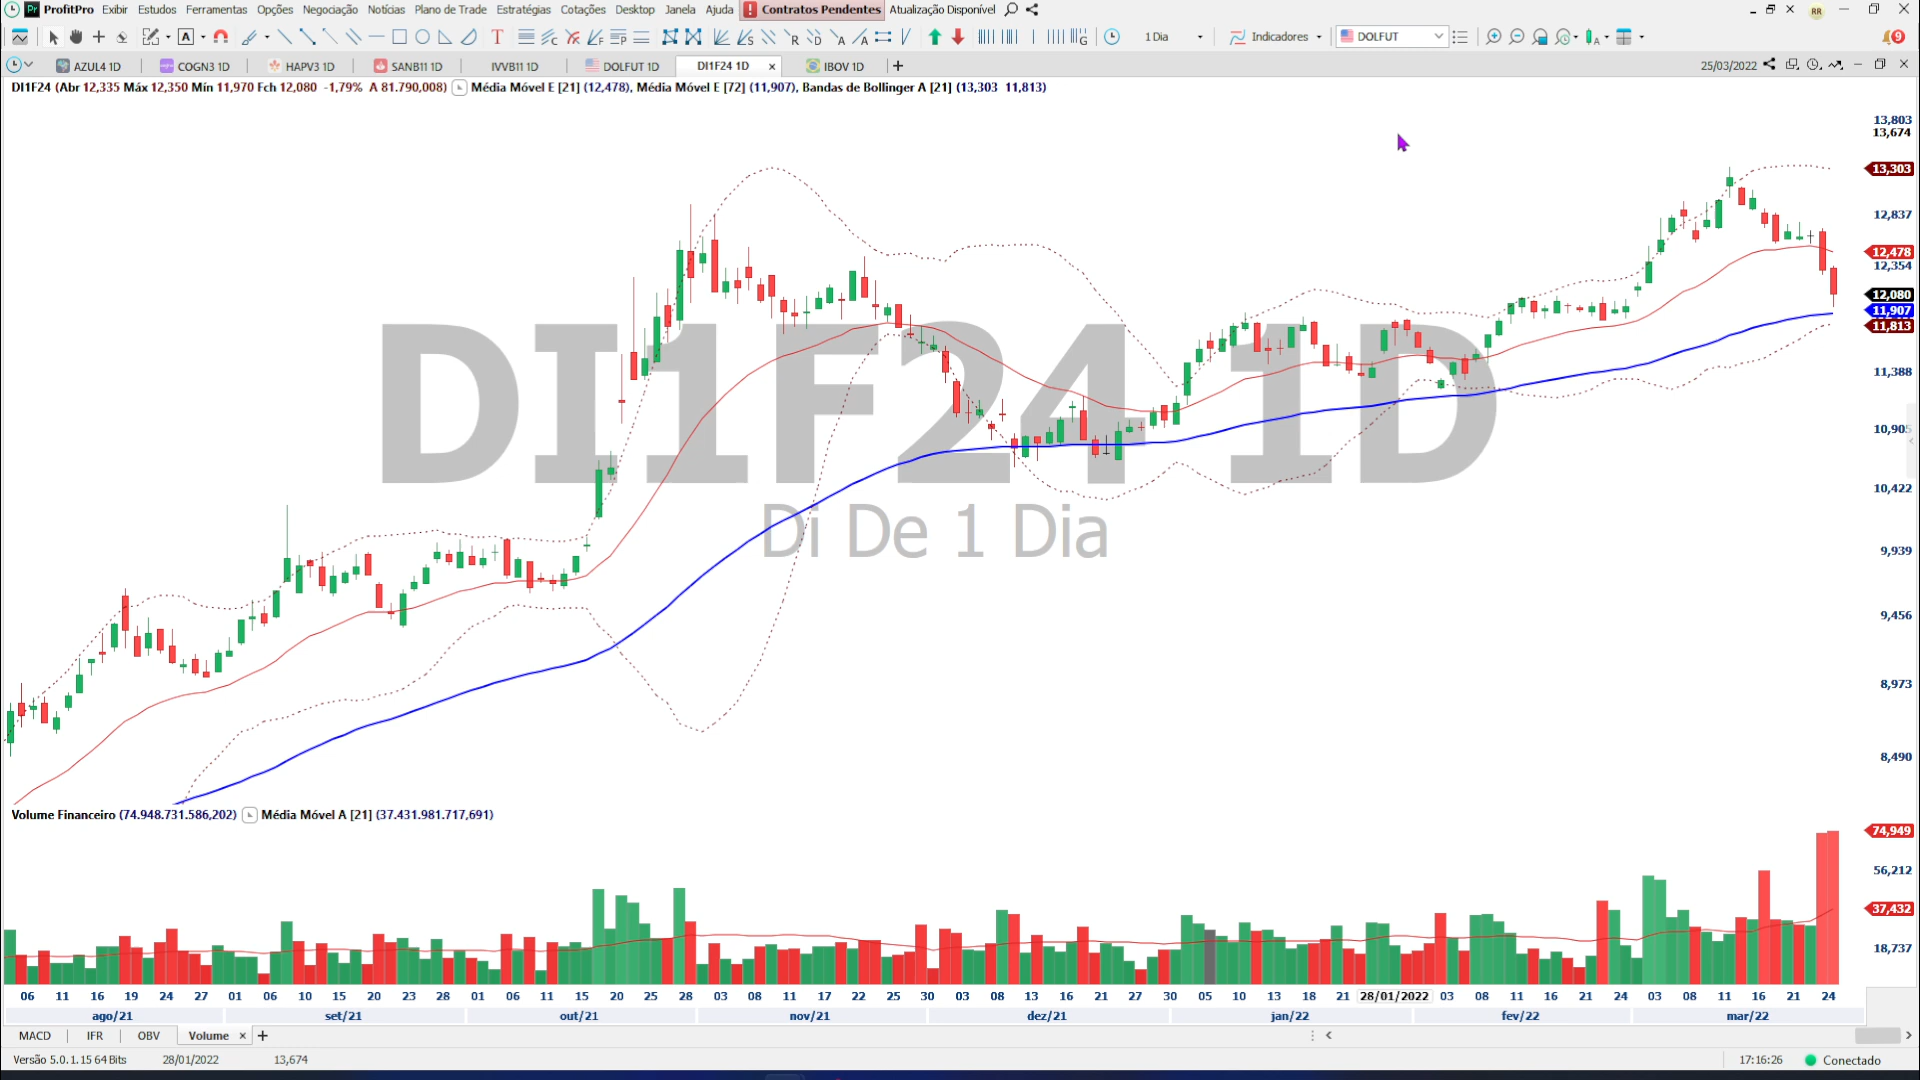 ProfitPro Exibir Estudos Ferramentas Opções Negociação Notícias Plano de Trade Estratégias Cotações Desktop Janela Ajuda ! Contratos Pendentes Atualização Disponível RR
1 Dia Indicadores DOLFUT 9
AZUL4 1D COGN3 1D HAPV3 1D SANB11 1D IVVB11 1D DOLFUT 1D DI1F24 1D × IBOV 1D + 25/03/2022
DI1F24 (Abr 12,335 Máx 12,350 Mín 11,970 Fch 12,080 -1,79% A 81.790,008) Média Móvel E [21] (12,478), Média Móvel E [72] (11,907), Bandas de Bollinger A [21] (13,303 11,813)
13,803
13,674
13,303
12,837
12,478
12,354
12,080
11,907
11,813
11,388
10,905
10,422
9,939
9,456
8,973
8,490
DI1F24 1D
Di De 1 Dia
Volume Financeiro (74.948.731.586,202) Média Móvel A [21] (37.431.981.717,691)
74,949
56,212
37,432
18,737
06 11 16 19 24 27 01 06 10 15 20 23 28 01 06 11 15 20 25 28 03 08 11 17 22 25 30 03 08 13 16 21 27 30 05 10 13 18 21 28/01/2022 03 08 11 16 21 24 03 08 11 16 21 24
ago/21 set/21 out/21 nov/21 dez/21 jan/22 fev/22 mar/22
MACD IFR OBV Volume × +
Versão 5.0.1.15 64 Bits 28/01/2022 13,674 17:16:26 Conectado